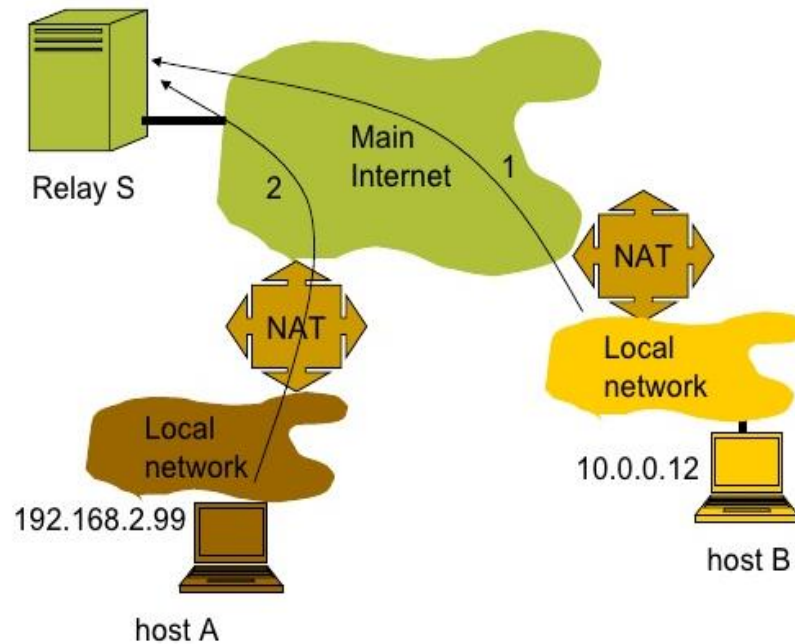 Relay S
Main
Internet
1
2
NAT
NAT
Local
network
Local
network
10.0.0.12
192.168.2.99
host B
host A